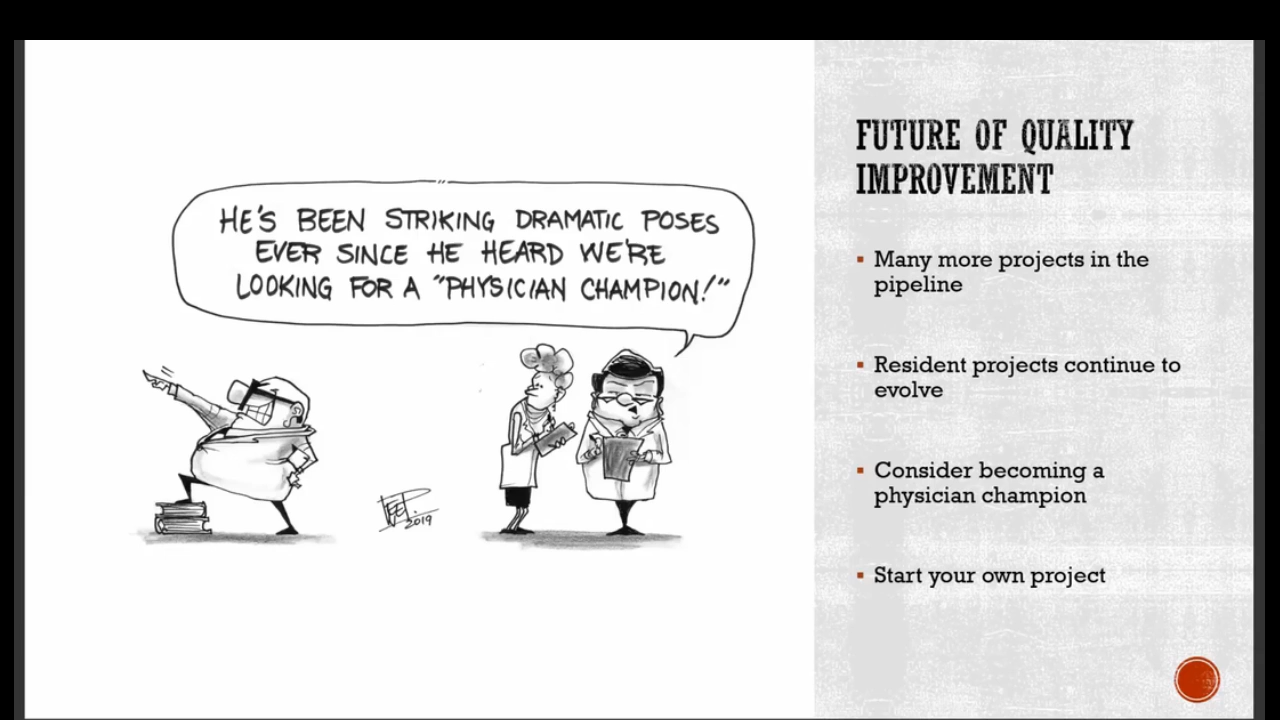 HE'S BEEN STRIKING DRAMATIC POSES
EVER SINCE HE HEARD WE'RE
LOOKING FOR A "PHYSICIAN CHAMPION!"
2019
FUTURE OF QUALITY
IMPROVEMENT
▪ Many more projects in the
pipeline
▪ Resident projects continue to
evolve
▪ Consider becoming a
physician champion
▪ Start your own project